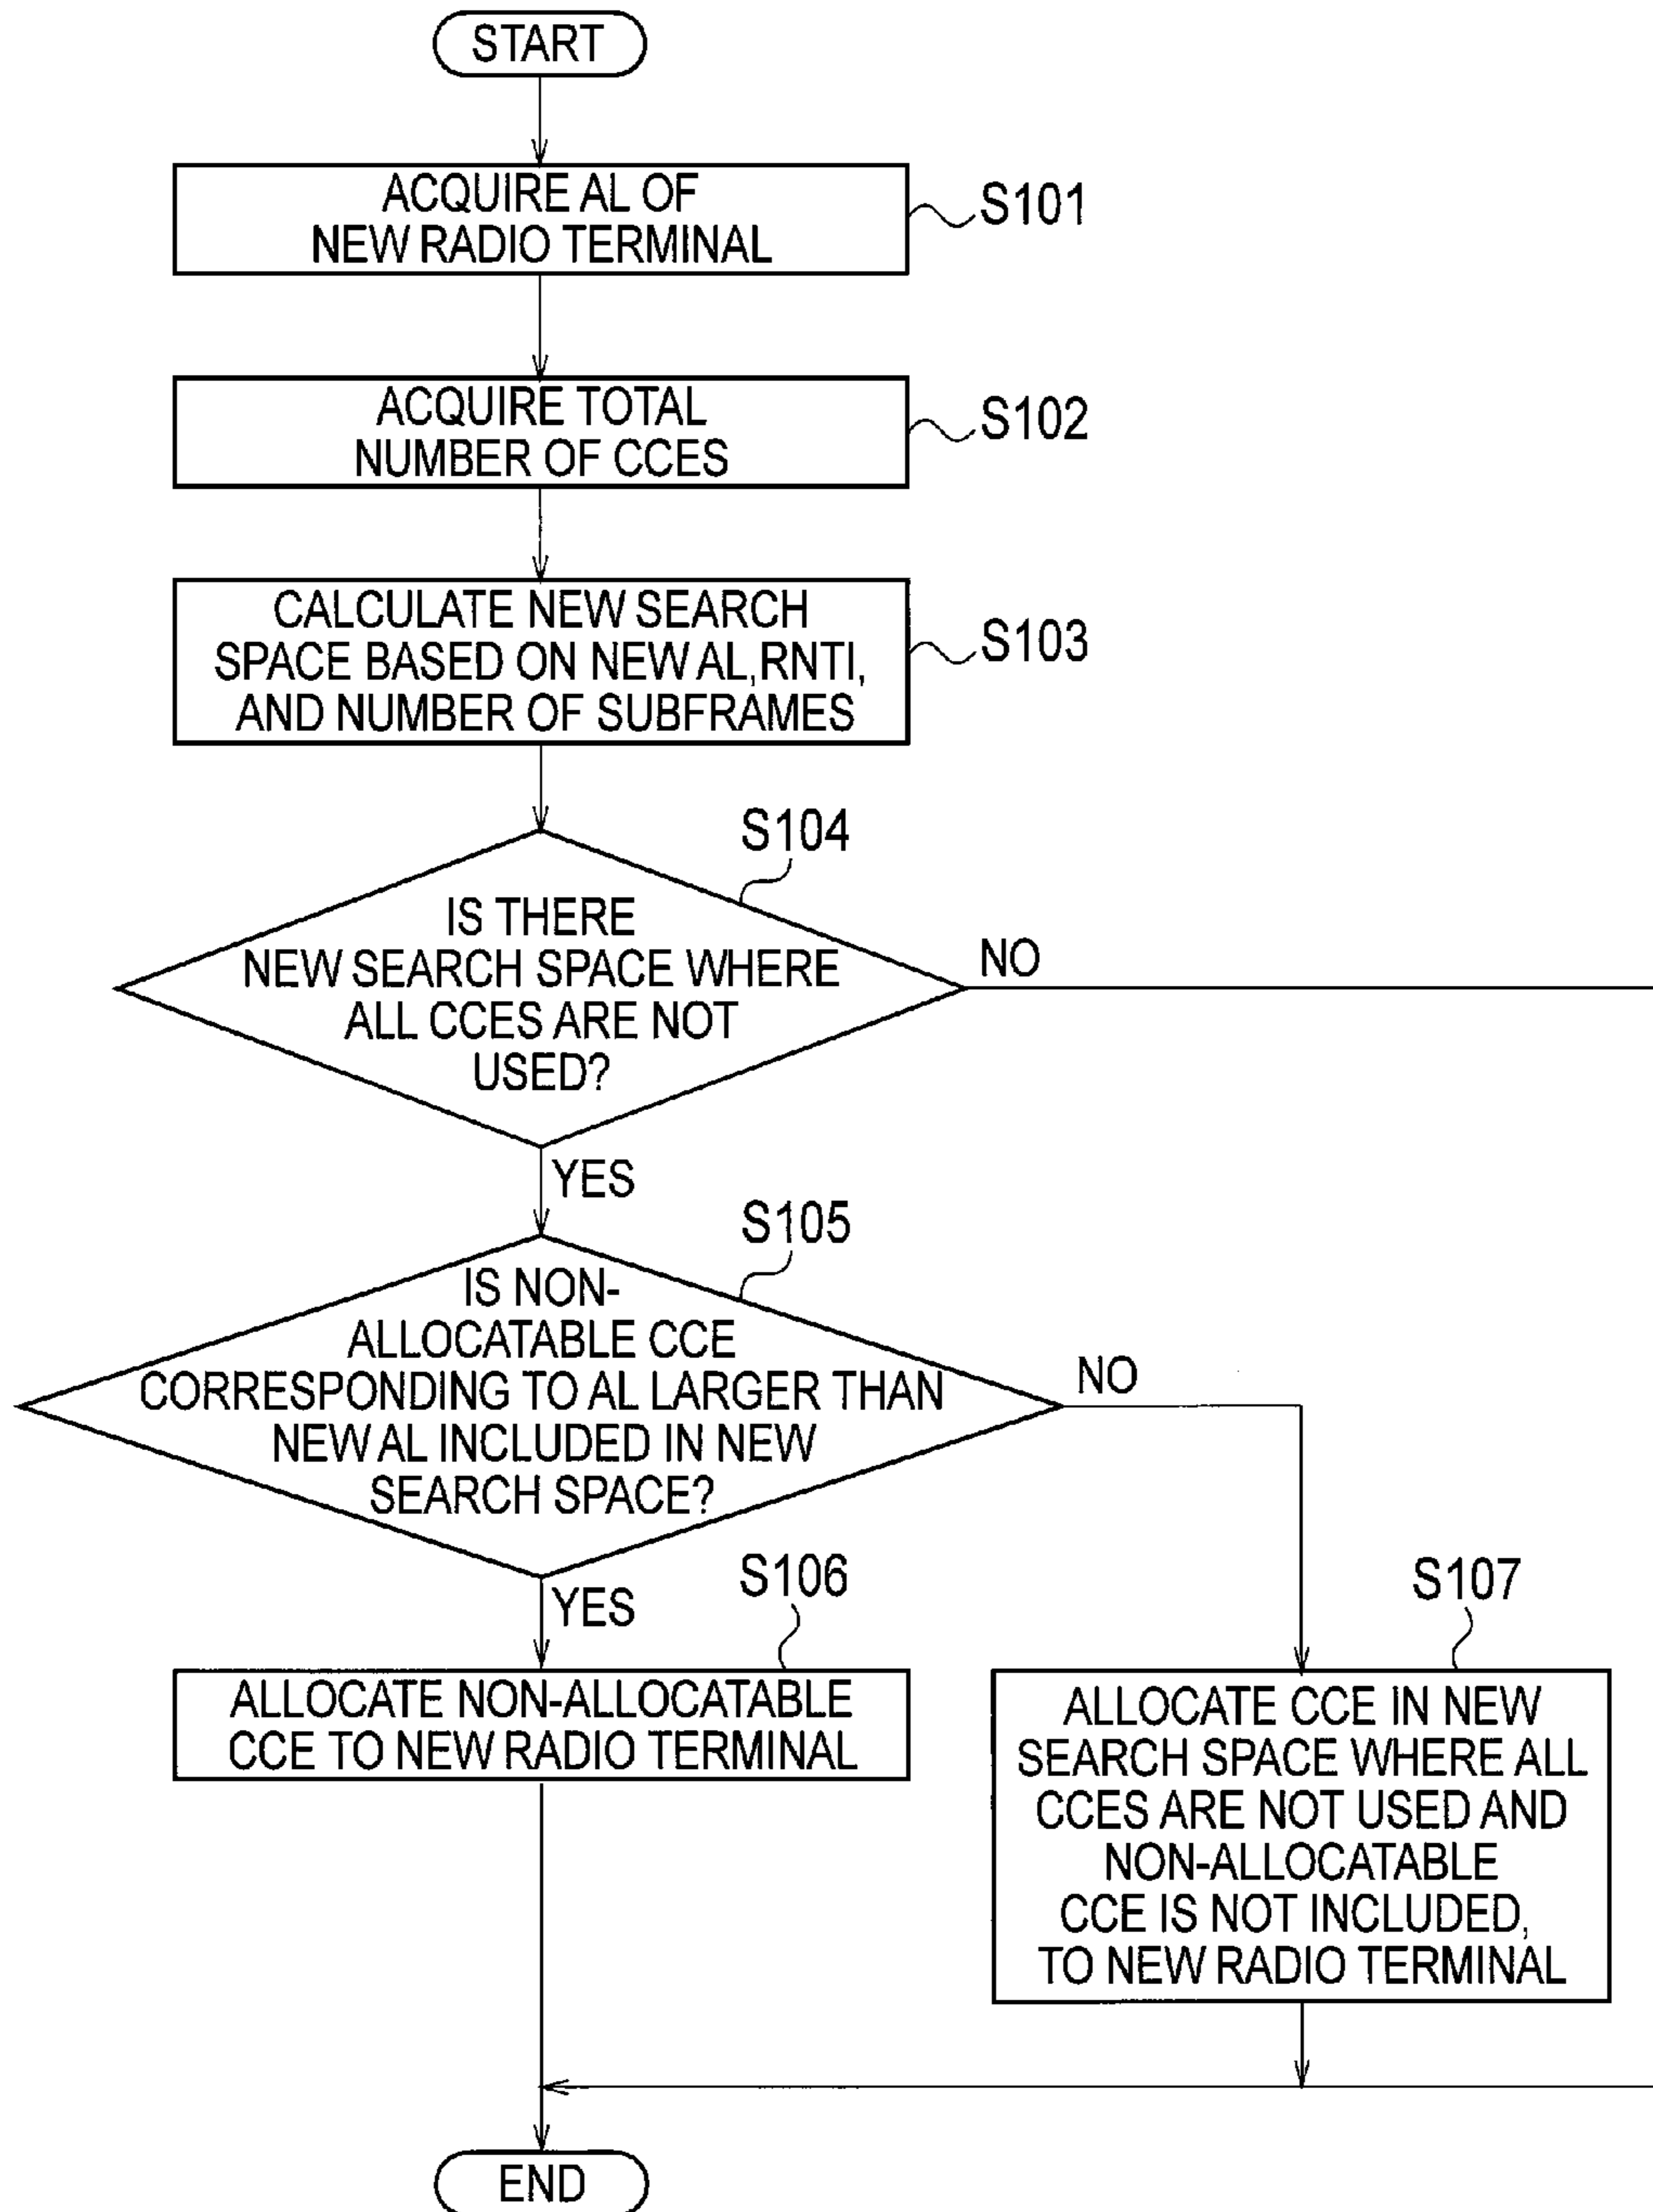 START
ACQUIRE AL OF
NEW RADIO TERMINAL
S101
ACQUIRE TOTAL
NUMBER OF CCES
S102
CALCULATE NEW SEARCH
SPACE BASED ON NEW AL, RNTI,
AND NUMBER OF SUBFRAMES
S103
S104
IS THERE
NEW SEARCH SPACE WHERE
ALL CCES ARE NOT
USED?
NO
YES
S105
IS NON-
ALLOCATABLE CCE
CORRESPONDING TO AL LARGER THAN
NEW AL INCLUDED IN NEW
SEARCH SPACE?
NO
YES
S106
ALLOCATE NON-ALLOCATABLE
CCE TO NEW RADIO TERMINAL
S107
ALLOCATE CCE IN NEW
SEARCH SPACE WHERE ALL
CCES ARE NOT USED AND
NON-ALLOCATABLE
CCE IS NOT INCLUDED,
TO NEW RADIO TERMINAL
END